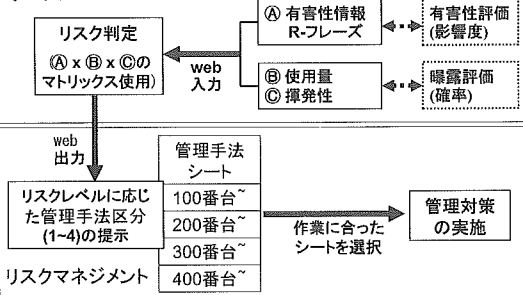 リスク判定
(Ⓐ x Ⓑ x Ⓒの
マトリックス使用)
web
入力
Ⓐ 有害性情報
R-フレーズ
有害性評価
(影響度)
Ⓑ 使用量
Ⓒ 揮発性
曝露評価
(確率)
web
出力
リスクレベルに応じ
た管理手法区分
(1~4)の提示
管理手法
シート
100番台~
200番台~
300番台~
400番台~
作業に合った
シートを選択
管理対策
の実施
リスクマネジメント